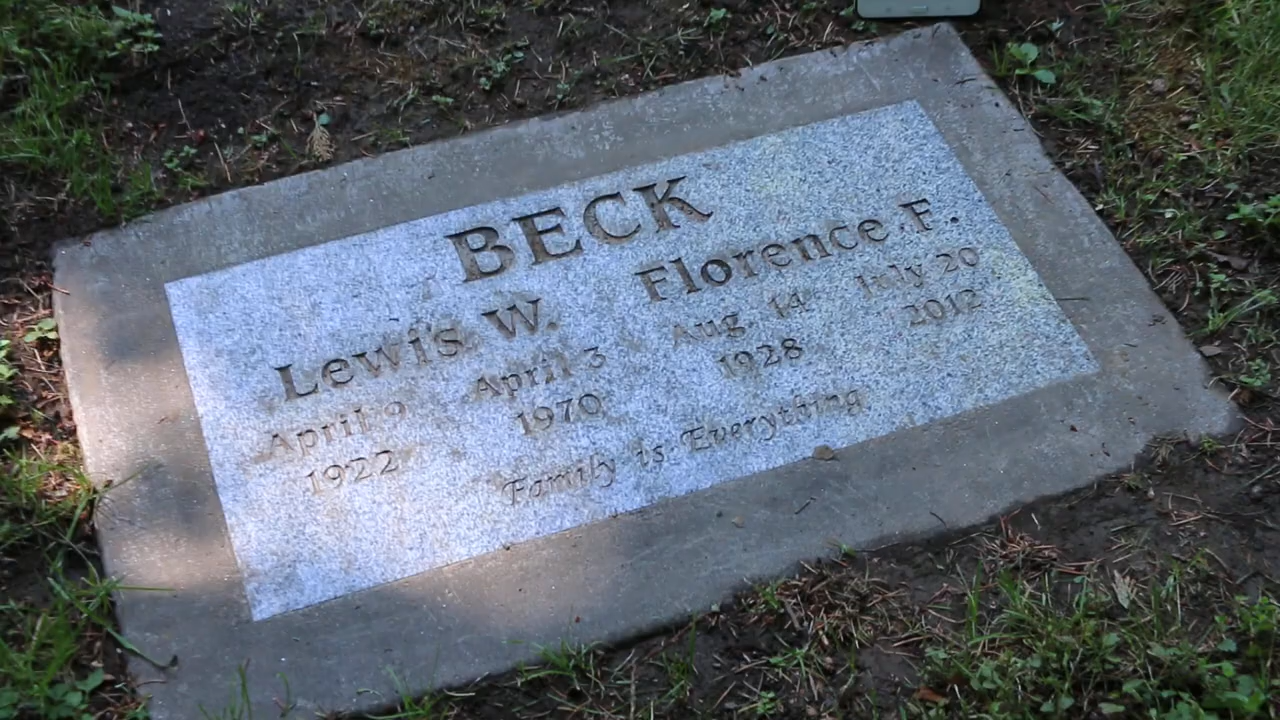 BECK
Lewis W. Florence F.
April 9 April 3 Aug. 14 July 20
1922 1970 1928 2012
Family is Everything